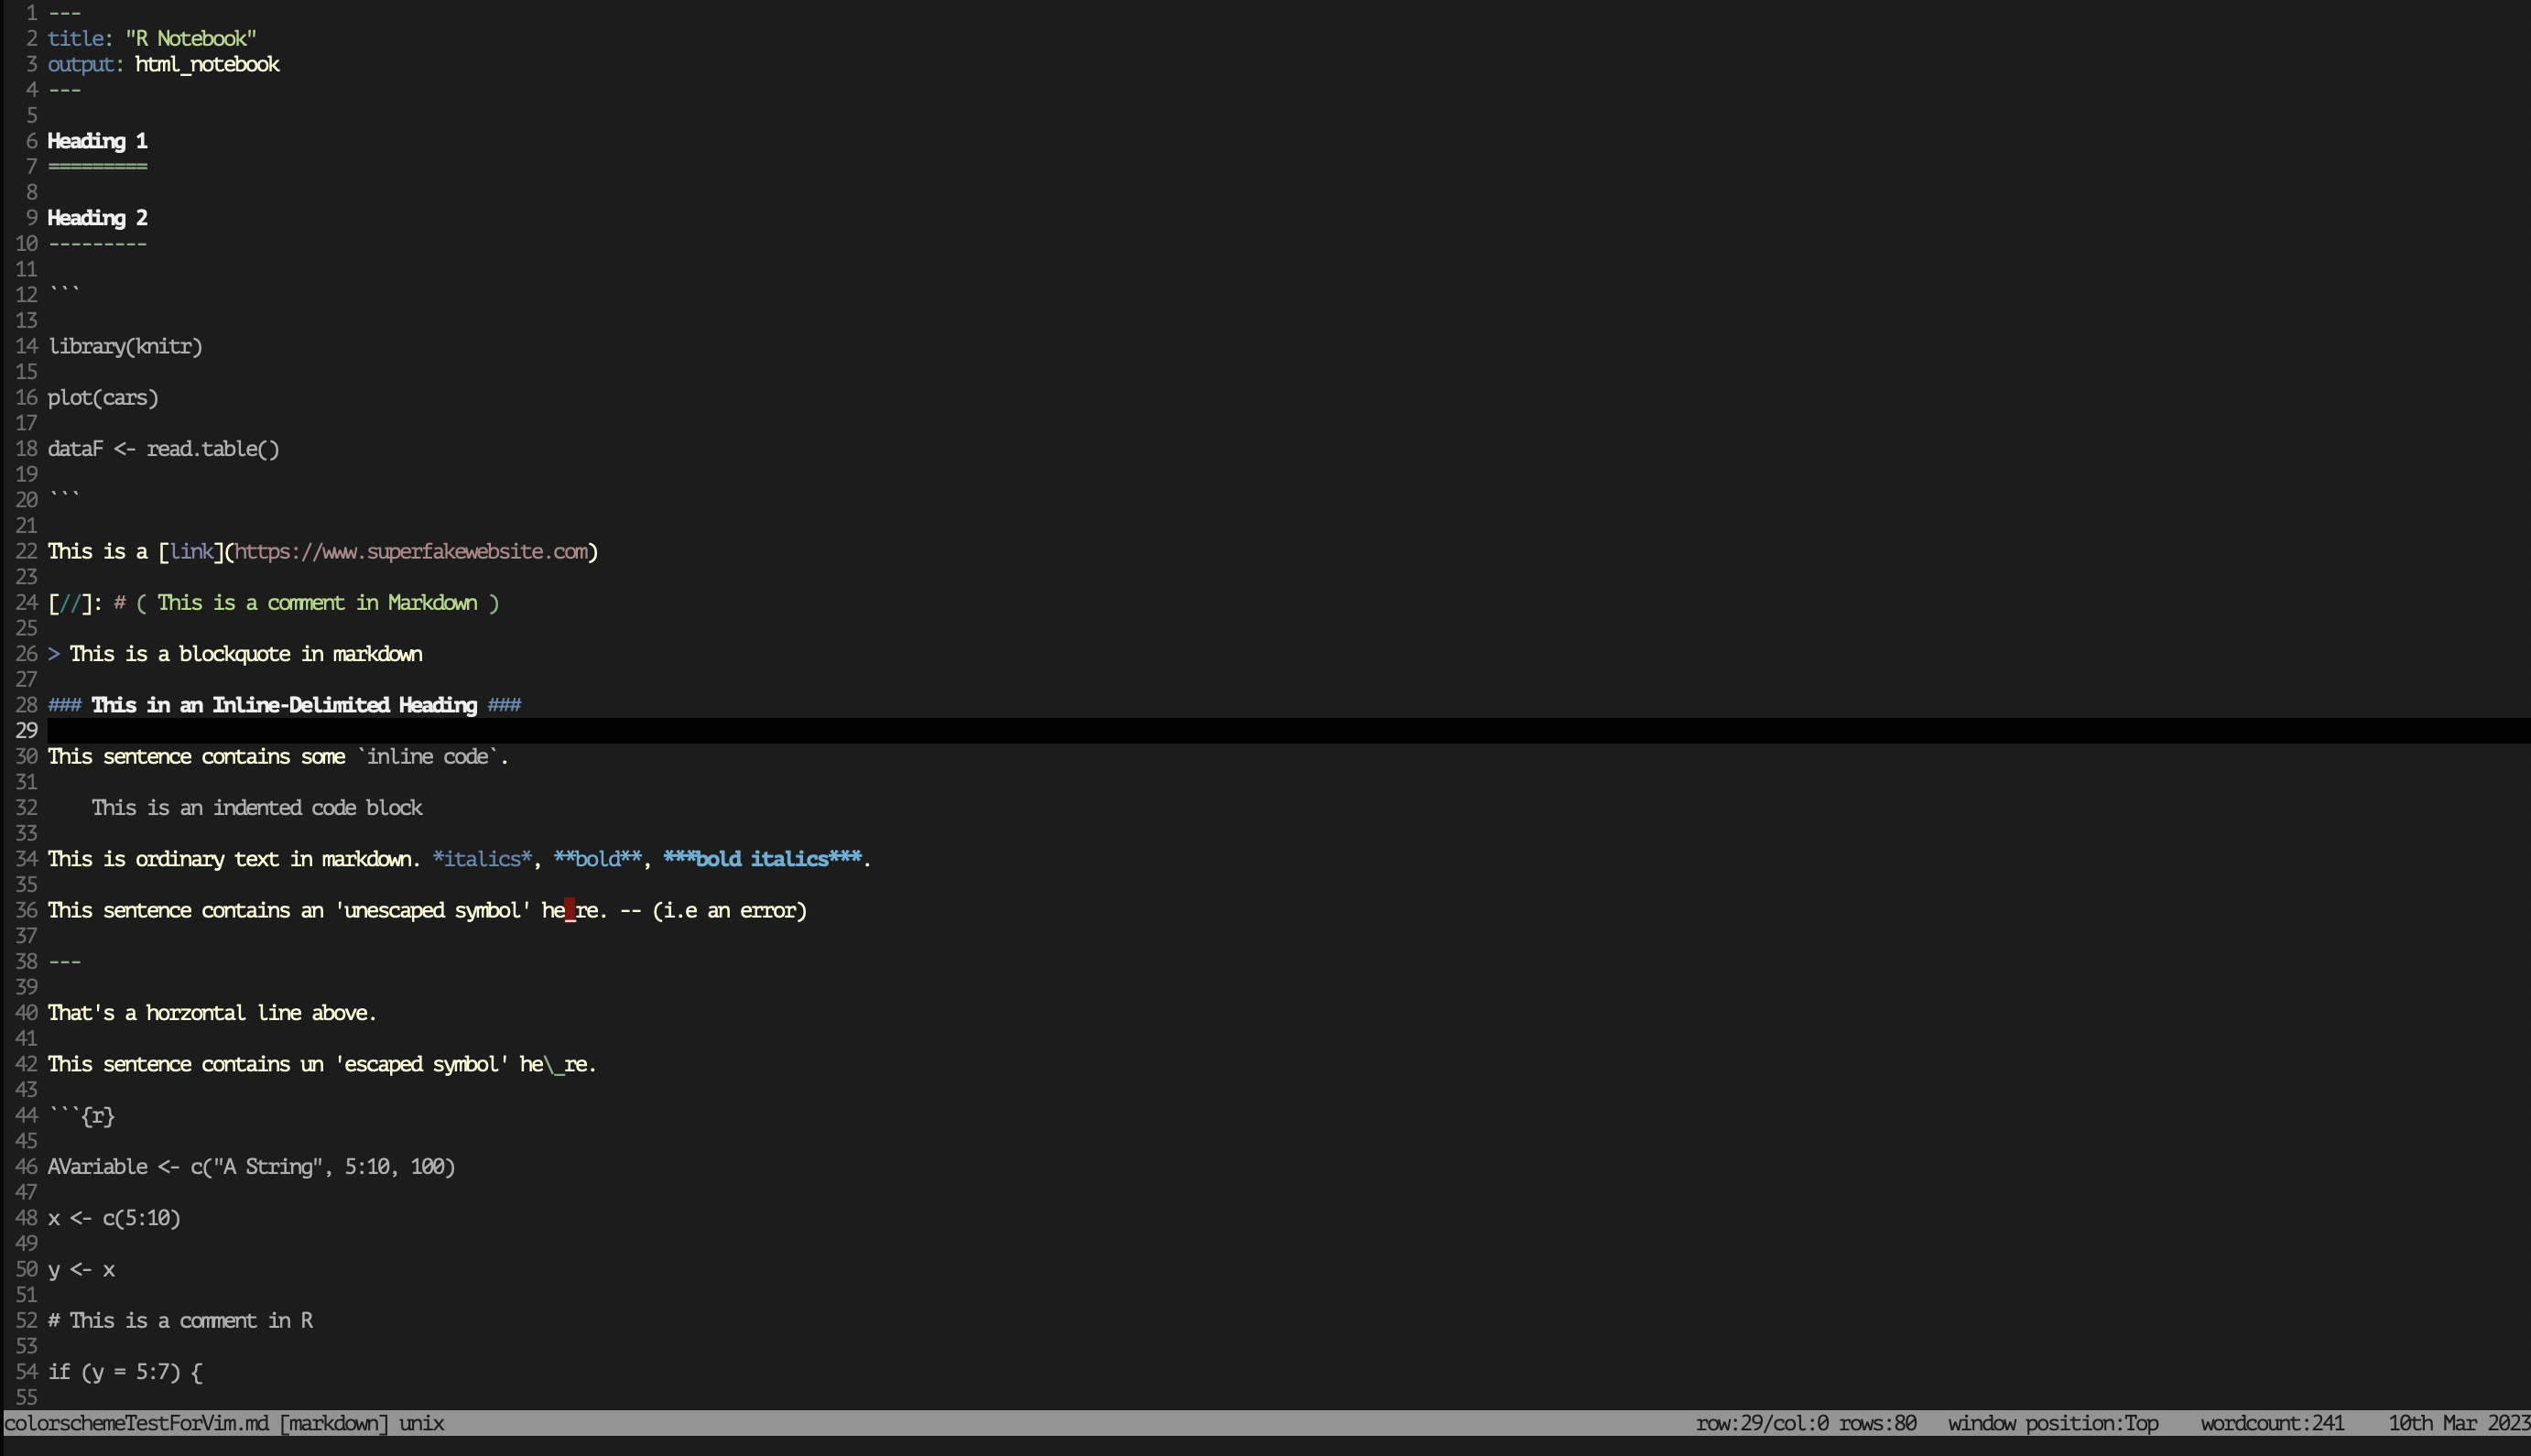 1 ---
2 title: "R Notebook"
3 output: html_notebook
4 ---
5
6 Heading 1
7 =========
8
9 Heading 2
10 ---------
11
12 ```
13
14 library(knitr)
15
16 plot(cars)
17
18 dataF <- read.table()
19
20 ```
21
22 This is a [link](https://www.superfakewebsite.com)
23
24 [//]: # ( This is a comment in Markdown )
25
26 > This is a blockquote in markdown
27
28 ### This in an Inline-Delimited Heading ###
29
30 This sentence contains some `inline code`.
31
32     This is an indented code block
33
34 This is ordinary text in markdown. *italics*, **bold**, ***bold italics***.
35
36 This sentence contains an 'unescaped symbol' he_re. -- (i.e an error)
37
38 ---
39
40 That's a horzontal line above.
41
42 This sentence contains un 'escaped symbol' he\_re.
43
44 ```{r}
45
46 AVariable <- c("A String", 5:10, 100)
47
48 x <- c(5:10)
49
50 y <- x
51
52 # This is a comment in R
53
54 if (y = 5:7) {
55
colorschemeTestForVim.md [markdown] unix row:29/col:0 rows:80 window position:Top wordcount:241 10th Mar 2023